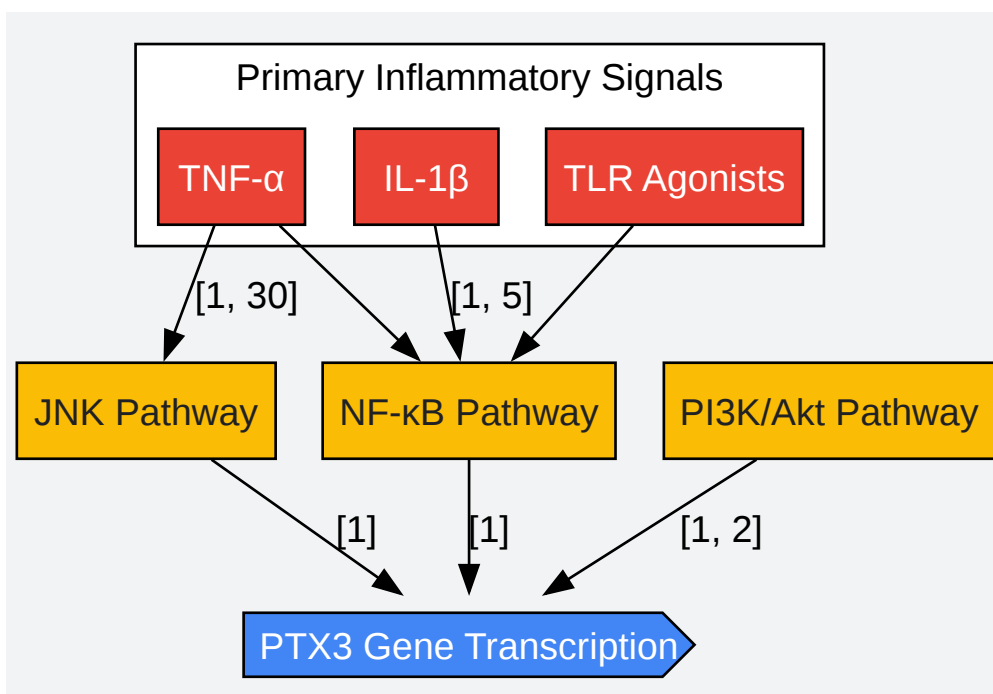 Primary Inflammatory Signals
TNF-α
IL-1β
TLR Agonists
[1, 30]
[1, 5]
JNK Pathway
NF-κB Pathway
PI3K/Akt Pathway
[1]
[1]
[1, 2]
PTX3 Gene Transcription